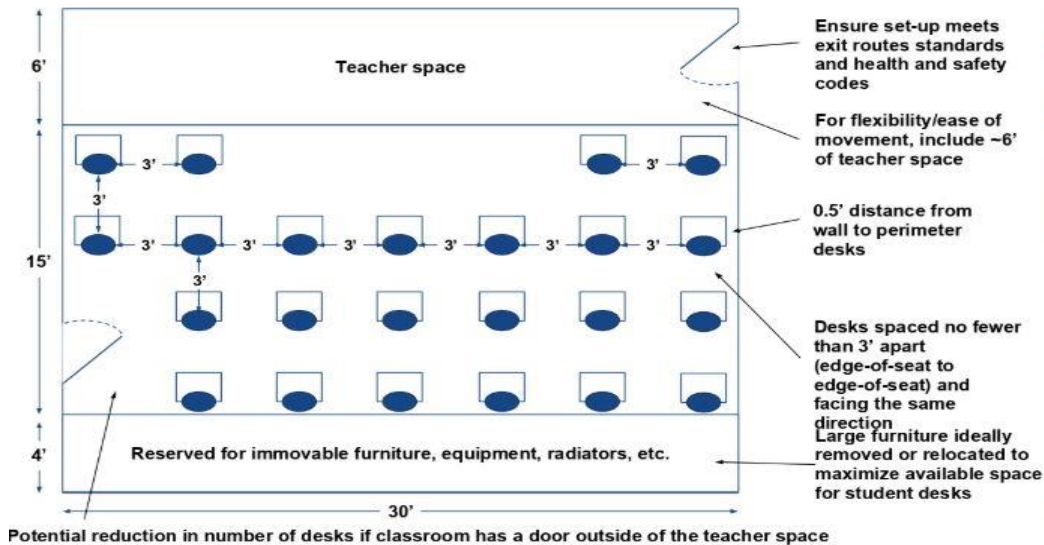 Ensure set-up meets
exit routes standards
and health and safety
codes
6'
Teacher space
For flexibility/ease of
movement, include ~6'
of teacher space
3'
3'
3'
0.5' distance from
wall to perimeter
desks
3'
3'
3'
3'
3'
3'
15'
3'
Desks spaced no fewer
than 3' apart
(edge-of-seat to
edge-of-seat) and
facing the same
direction
Large furniture ideally
removed or relocated to
maximize available space
for student desks
4'
Reserved for immovable furniture, equipment, radiators, etc.
30'
Potential reduction in number of desks if classroom has a door outside of the teacher space